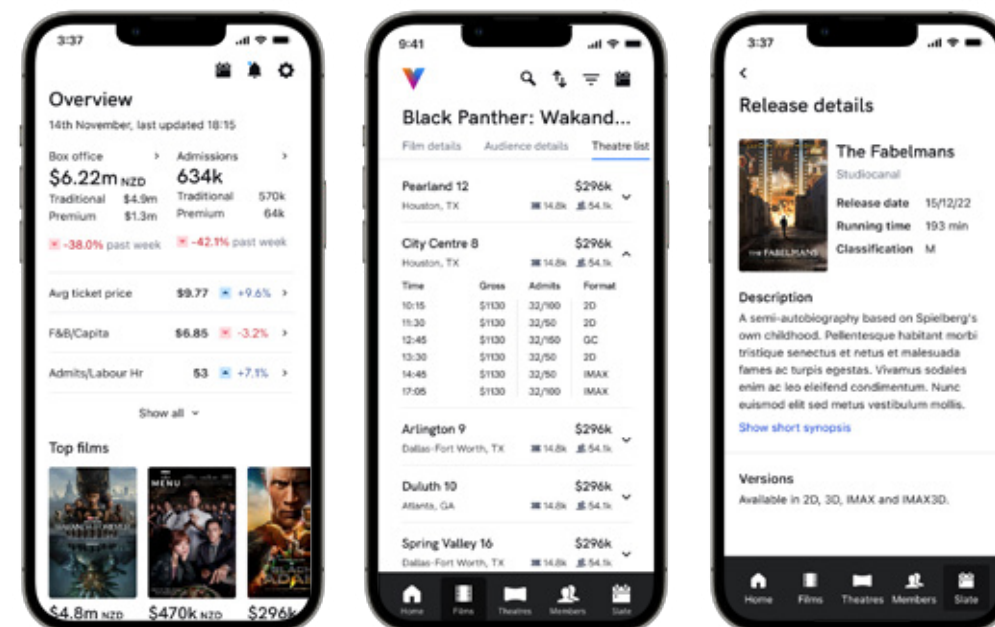 3:37
Overview
14th November, last updated 18:15
Box office
$6.22m NZD
Traditional $4.9m
Premium $1.3m
-38.0% past week
Admissions
634k
Traditional 570k
Premium 64k
-42.1% past week
Avg ticket price $9.77 +9.6%
F&B/Capita $6.85 -3.2%
Admits/Labour Hr 53 +7.1%
Show all
Top films
WAKANDA FOREVER
MENU
BLACK ADAM
$4.8m NZD $470k NZD $296k
9:41
Black Panther: Wakand...
Film details Audience details Theatre list
Pearland 12 $296k
Houston, TX 14.8k 54.1k
City Centre 8 $296k
Houston, TX 14.8k 54.1k
Time Gross Admits Format
10:15 $1130 32/100 2D
11:30 $1130 32/50 2D
12:45 $1130 32/150 GC
13:30 $1130 32/50 2D
14:45 $1130 32/50 IMAX
17:05 $1130 32/100 IMAX
Arlington 9 $296k
Dallas-Fort Worth, TX 14.8k 54.1k
Duluth 10 $296k
Atlanta, GA 14.8k 54.1k
Spring Valley 16 $296k
Dallas-Fort Worth, TX 14.8k 54.1k
Home Films Theatres Members Slate
3:37
Release details
THE FABELMANS
The Fabelmans
Studiocanal
Release date 15/12/22
Running time 193 min
Classification M
Description
A semi-autobiography based on Spielberg's
own childhood. Pellentesque habitant morbi
tristique senectus et netus et malesuada
fames ac turpis egestas. Vivamus sodales
enim ac leo eleifend condimentum. Nunc
euismod elit sed metus vestibulum mollis.
Show short synopsis
Versions
Available in 2D, 3D, IMAX and IMAX3D.
Home Films Theatres Members Slate